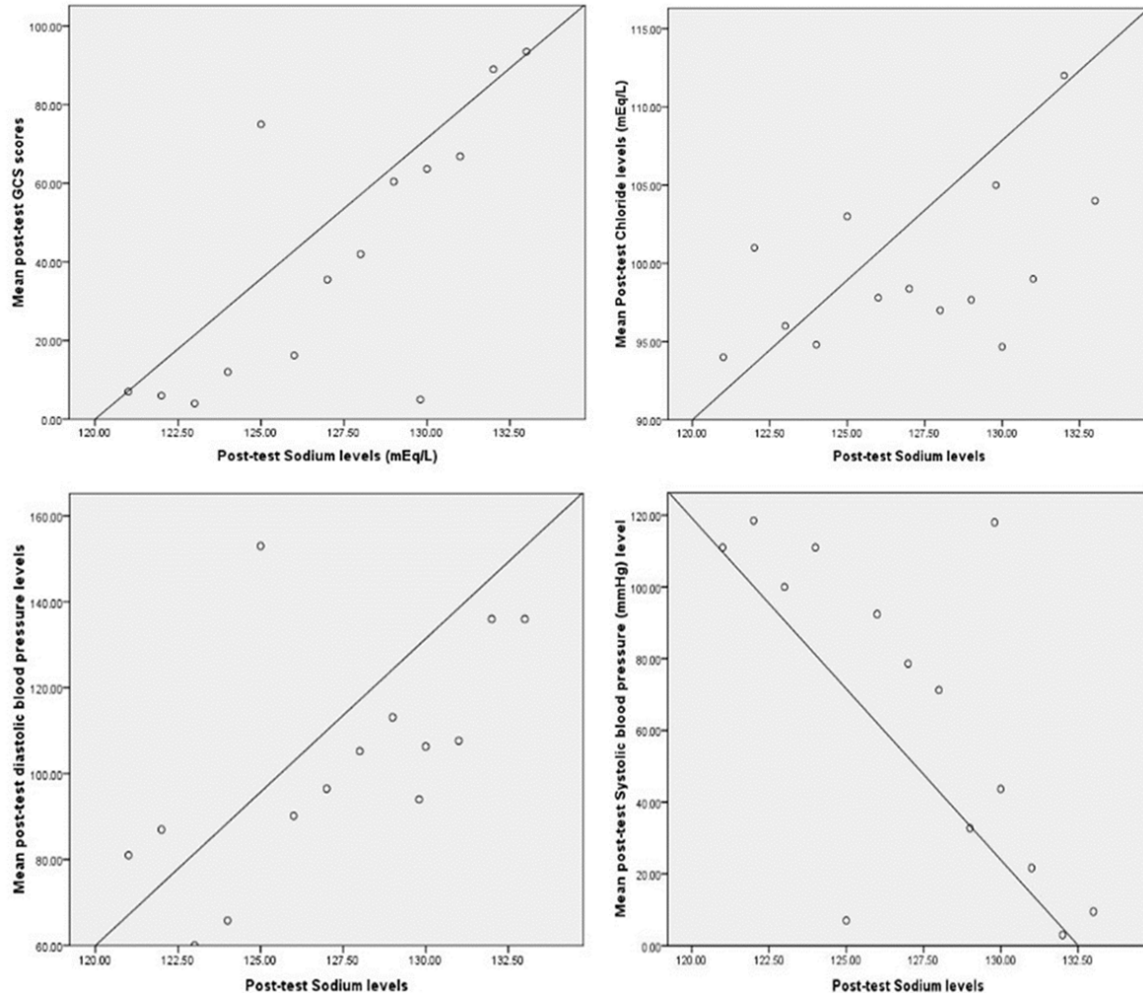 Mean post-test GCS scores
100.00
80.00
60.00
40.00
20.00
0.00
120.00 122.50 125.00 127.50 130.00 132.50
Post-test Sodium levels (mEq/L)
Mean Post-test Chloride levels (mEq/L)
115.00
110.00
105.00
100.00
95.00
90.00
120.00 122.50 125.00 127.50 130.00 132.50
Post-test Sodium levels
Mean post-test diastolic blood pressure levels
160.00
140.00
120.00
100.00
80.00
60.00
120.00 122.50 125.00 127.50 130.00 132.50
Post-test Sodium levels
Mean post-test Systolic blood pressure (mmHg) level
120.00
100.00
80.00
60.00
40.00
20.00
0.00
120.00 122.50 125.00 127.50 130.00 132.50
Post-test Sodium levels